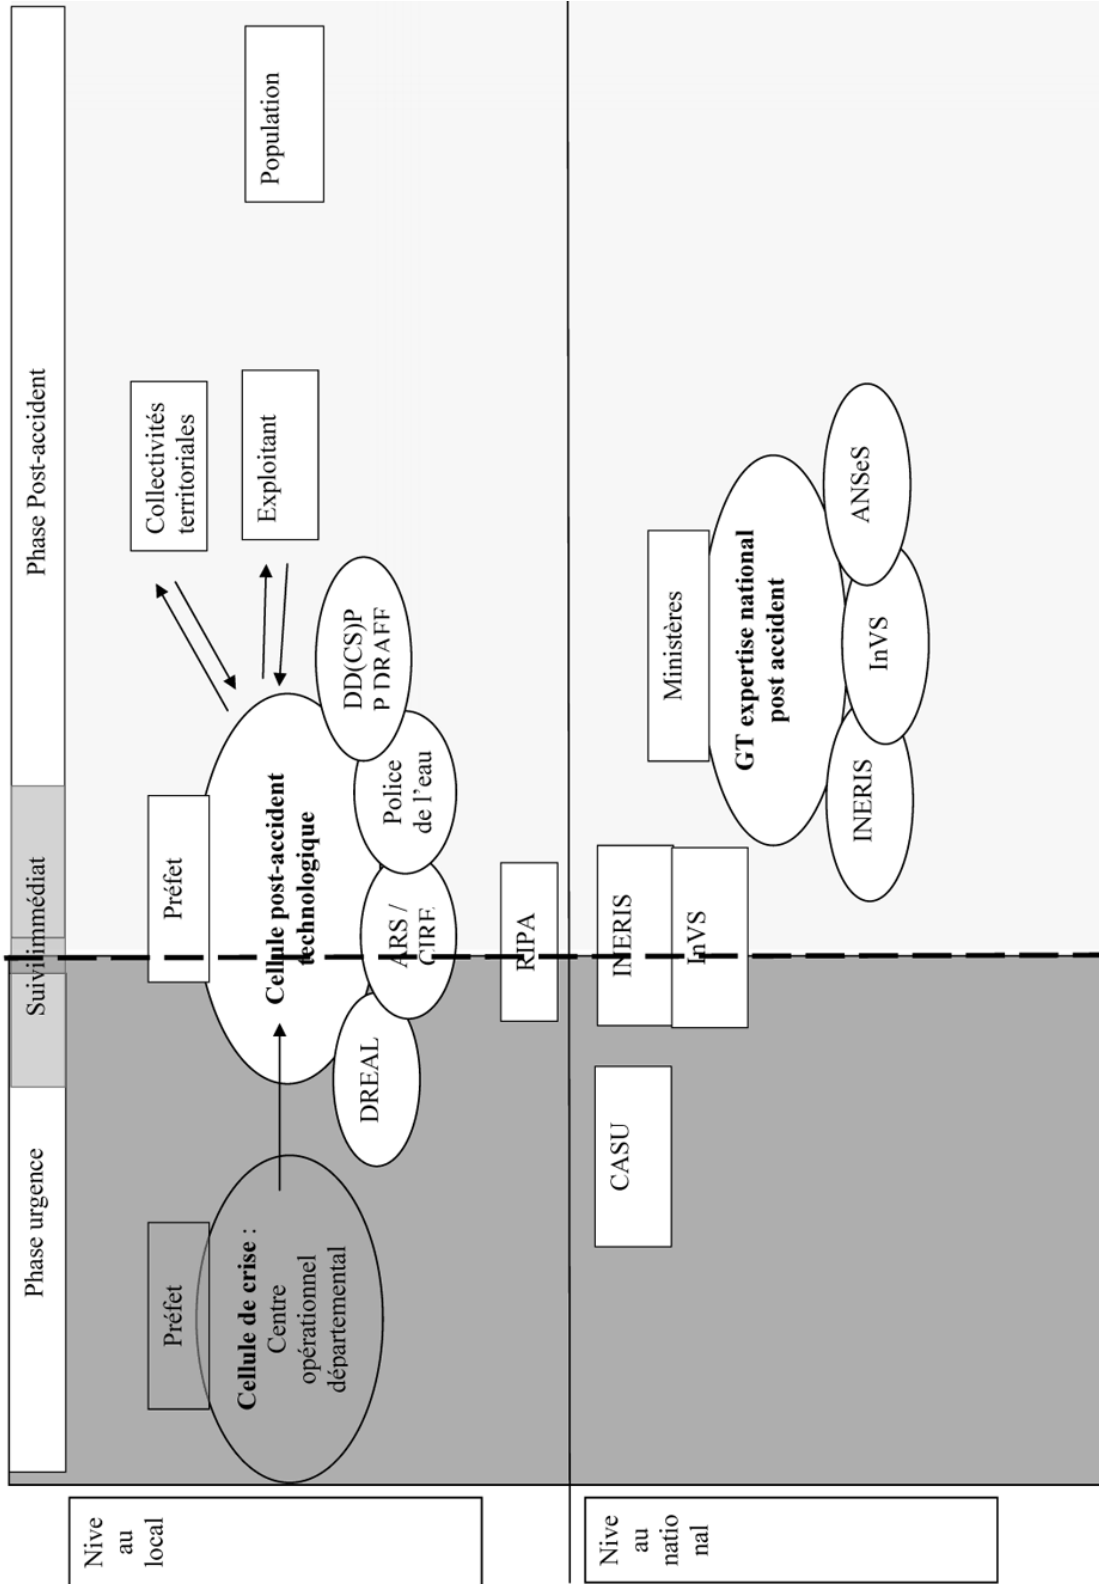 Phase urgence
Suivi immédiat
Phase Post-accident
Nive
au
local
Préfet
Cellule de crise :
Centre
opérationnel
départemental
Préfet
Cellule post-accident
technologique
DREAL
ARS /
CIRE
Police
de l'eau
DD(CS)P
P DRAFF
Collectivités
territoriales
Exploitant
Population
RIPA
Nive
au
natio
nal
CASU
INERIS
InVS
Ministères
GT expertise national
post accident
INERIS
InVS
ANSeS